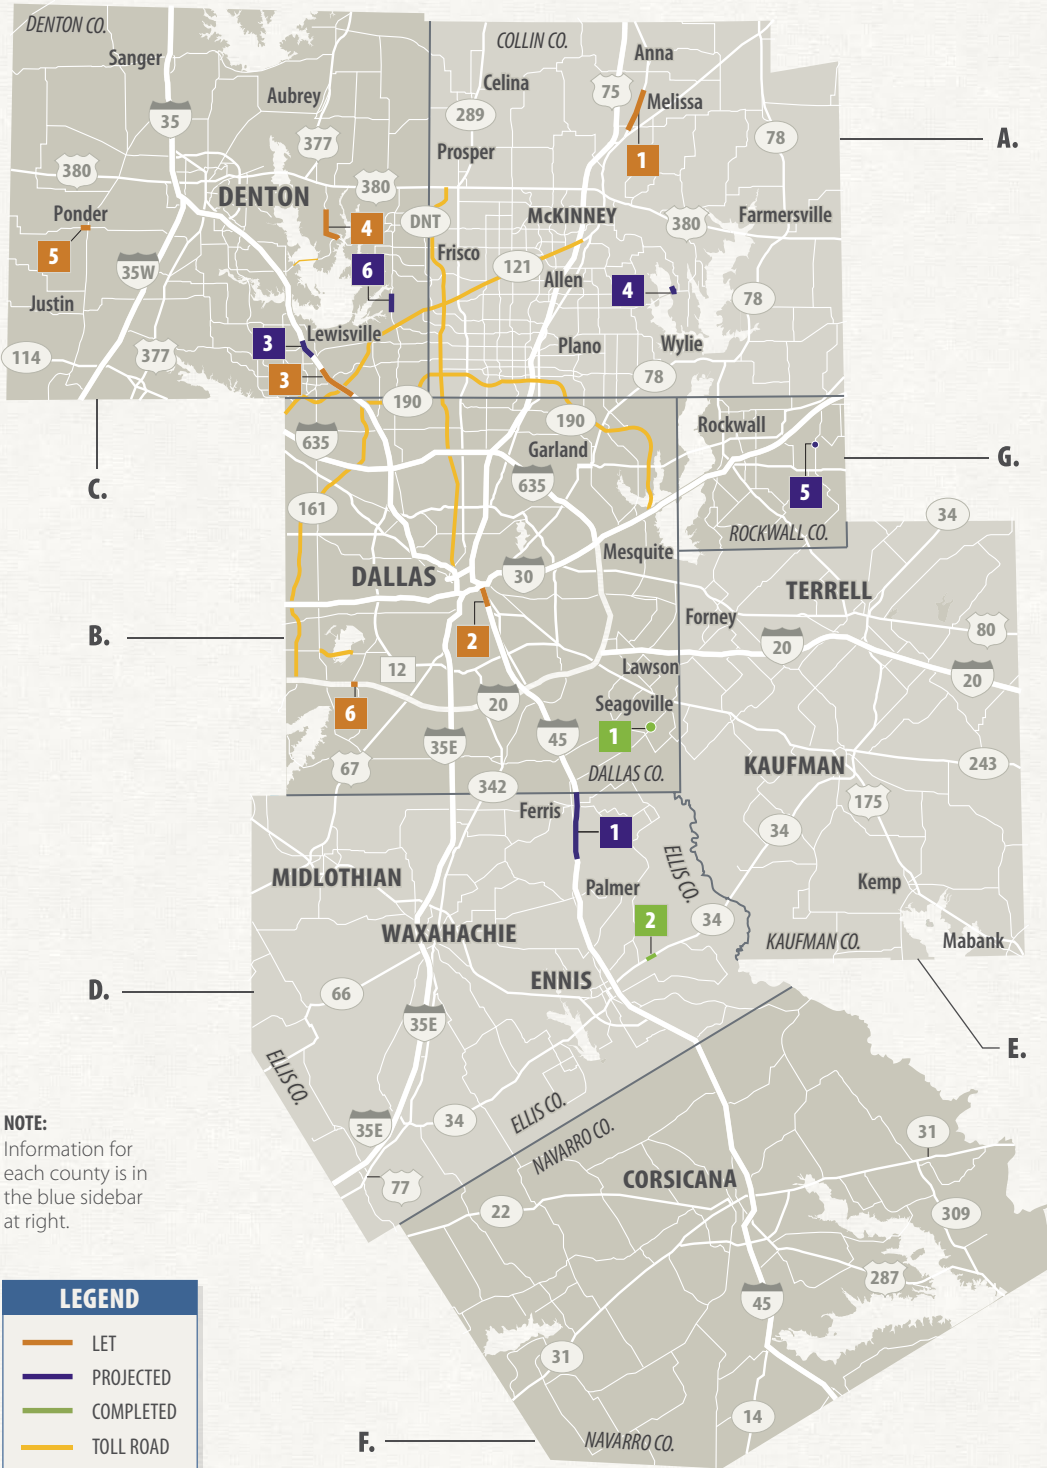 DENTON CO.
COLLIN CO.
Sanger
Anna
Celina
75
Melissa
Aubrey
35
289
377
78
A.
1
Prosper
380
380
DENTON
Ponder
4
DNT
McKINNEY
380
Farmersville
5
35W
6
Frisco
121
Allen
4
78
Justin
3
Lewisville
Plano
Wylie
114
377
3
78
190
190
Rockwall
635
Garland
G.
C.
635
5
161
34
ROCKWALL CO.
Mesquite
DALLAS
30
TERRELL
Forney
80
B.
2
20
12
Lawson
20
6
20
Seagoville
1
35E
45
67
DALLAS CO.
KAUFMAN
243
342
Ferris
175
1
34
MIDLOTHIAN
ELLIS CO.
Palmer
Kemp
2
34
WAXAHACHIE
KAUFMAN CO.
Mabank
ENNIS
D.
66
35E
E.
ELLIS CO.
ELLIS CO.
NOTE:
Information for
each county is in
the blue sidebar
at right.
35E
34
NAVARRO CO.
31
77
CORSICANA
22
309
287
LEGEND
45
LET
31
PROJECTED
COMPLETED
14
TOLL ROAD
F.
NAVARRO CO.